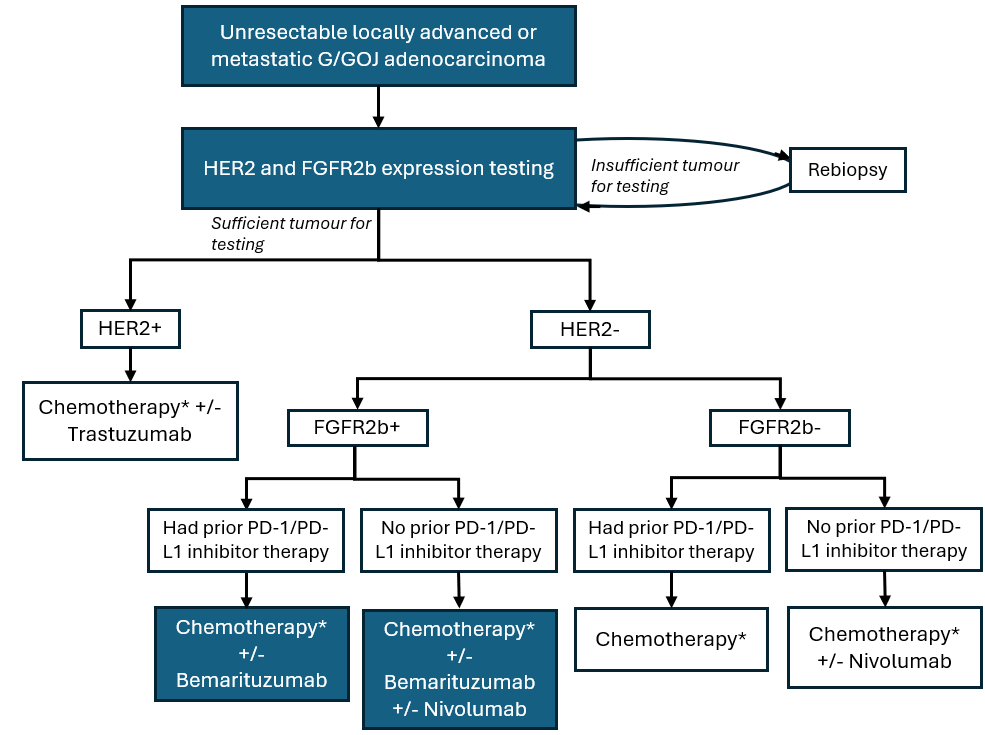 Unresectable locally advanced or
metastatic G/GOJ adenocarcinoma
HER2 and FGFR2b expression testing
Insufficient tumour
for testing
Rebiopsy
Sufficient tumour for
testing
HER2+
HER2-
Chemotherapy* +/-
Trastuzumab
FGFR2b+
FGFR2b-
Had prior PD-1/PD-
L1 inhibitor therapy
No prior PD-1/PD-
L1 inhibitor therapy
Had prior PD-1/PD-
L1 inhibitor therapy
No prior PD-1/PD-
L1 inhibitor therapy
Chemotherapy*
+/-
Bemarituzumab
Chemotherapy*
+/-
Bemarituzumab
+/- Nivolumab
Chemotherapy*
Chemotherapy*
+/- Nivolumab